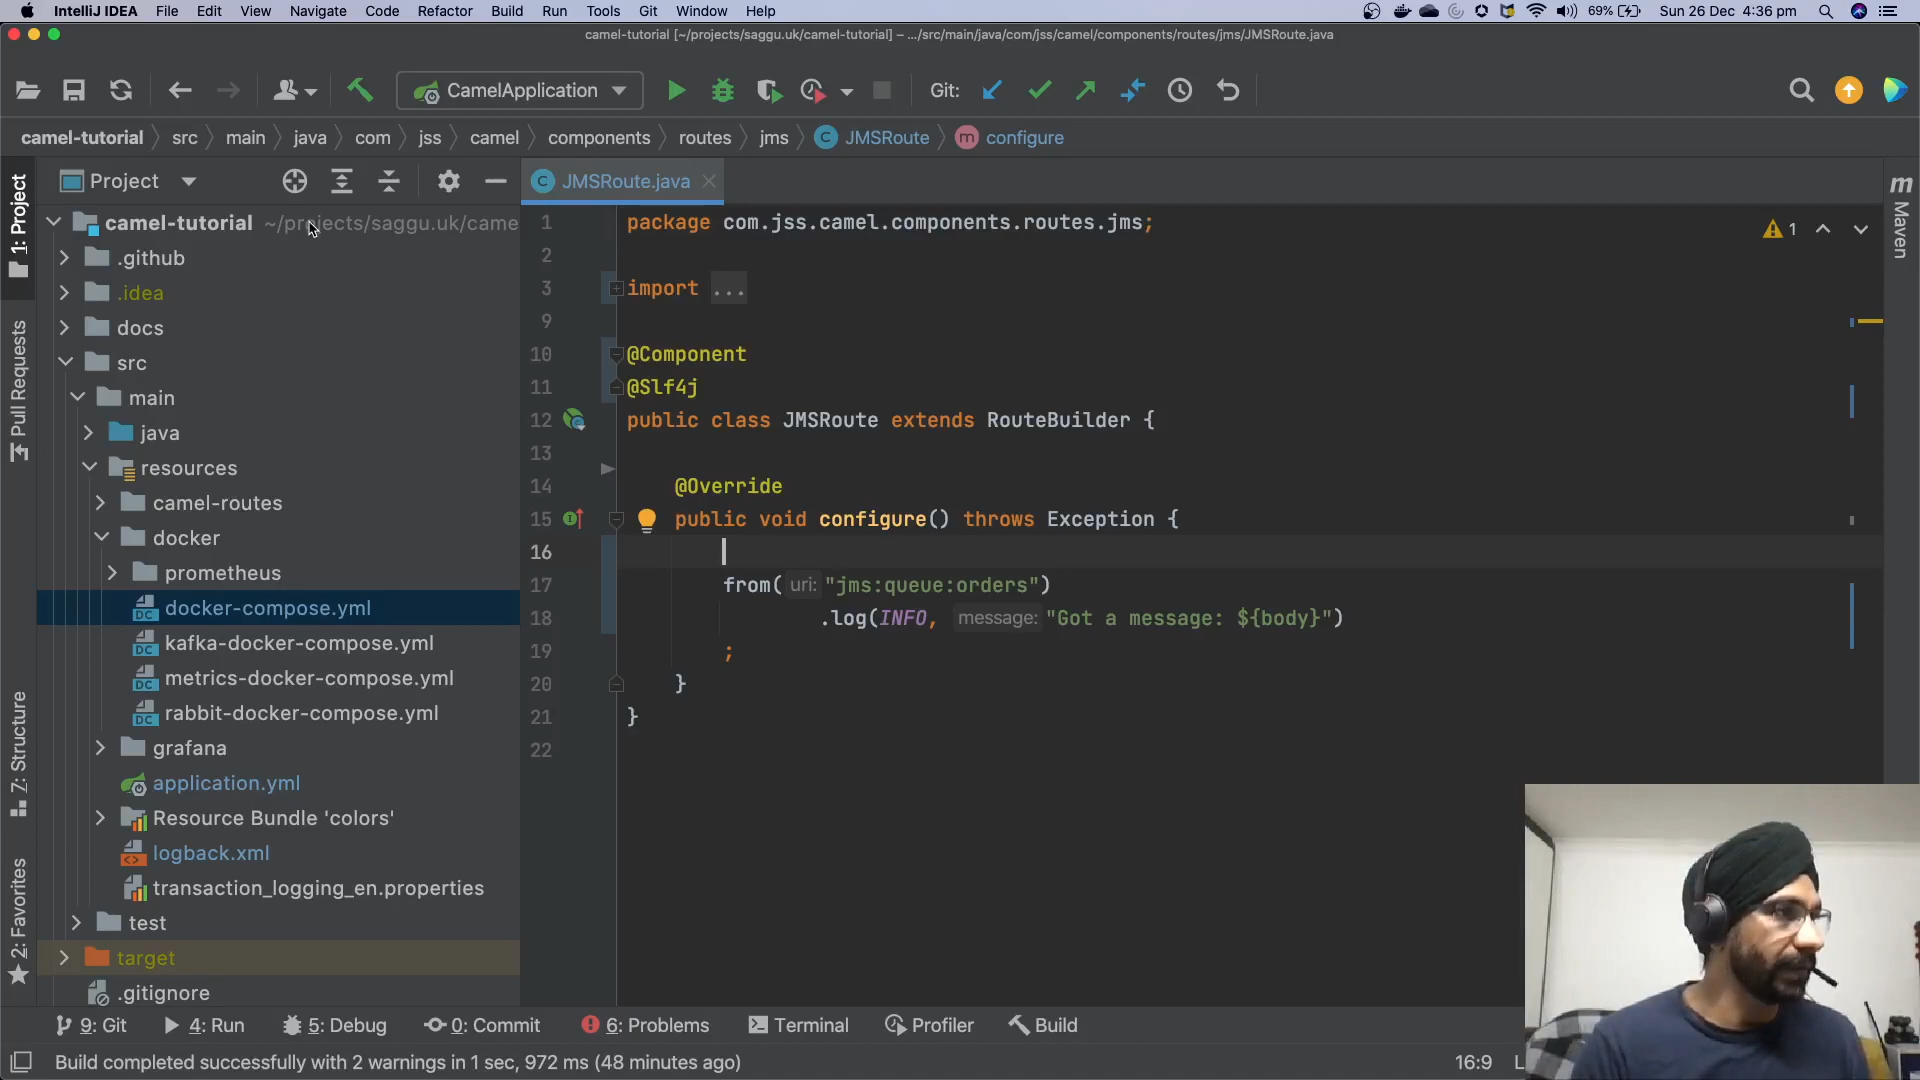 IntelliJ IDEA File Edit View Navigate Code Refactor Build Run Tools Git Window Help 69% Sun 26 Dec 4:36 pm
camel-tutorial [~/projects/saggu.uk/camel-tutorial] – .../src/main/java/com/jss/camel/components/routes/jms/JMSRoute.java
CamelApplication Git:
camel-tutorial src main java com jss camel components routes jms C JMSRoute m configure
Project
C JMSRoute.java
1: Project
Pull Requests
Z: Structure
2: Favorites
m Maven
camel-tutorial ~/projects/saggu.uk/came
.github
.idea
docs
src
main
java
resources
camel-routes
docker
prometheus
DC docker-compose.yml
DC kafka-docker-compose.yml
DC metrics-docker-compose.yml
DC rabbit-docker-compose.yml
grafana
application.yml
Resource Bundle 'colors'
logback.xml
transaction_logging_en.properties
test
target
.gitignore
1 package com.jss.camel.components.routes.jms;
1
2
3 import ...
9
10 @Component
11 @Slf4j
12 public class JMSRoute extends RouteBuilder {
13
14 @Override
15 public void configure() throws Exception {
16
17 from( uri: "jms:queue:orders")
18 .log(INFO, message: "Got a message: ${body}")
19 ;
20 }
21 }
22
9: Git 4: Run 5: Debug 0: Commit 6: Problems Terminal Profiler Build
Build completed successfully with 2 warnings in 1 sec, 972 ms (48 minutes ago) 16:9